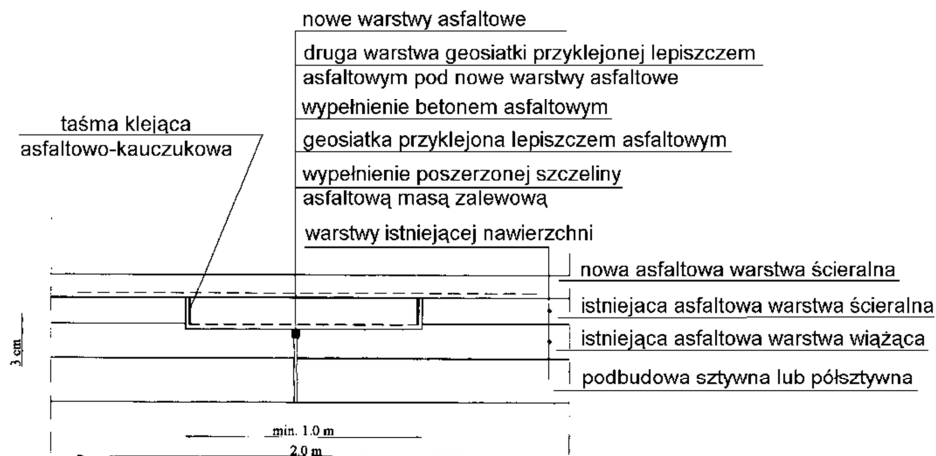 nowe warstwy asfaltowe
druga warstwa geosiatki przyklejonej lepiszczem
asfaltowym pod nowe warstwy asfaltowe
wypełnienie betonem asfaltowym
geosiatka przyklejona lepiszczem asfaltowym
wypełnienie poszerzonej szczeliny
asfaltową masą zalewową
warstwy istniejącej nawierzchni
taśma klejąca
asfaltowo-kauczukowa
nowa asfaltowa warstwa ścieralna
istniejaca asfaltowa warstwa ścieralna
istniejąca asfaltowa warstwa wiążąca
podbudowa sztywna lub półsztywna
3 cm
min. 1.0 m
2.0 m